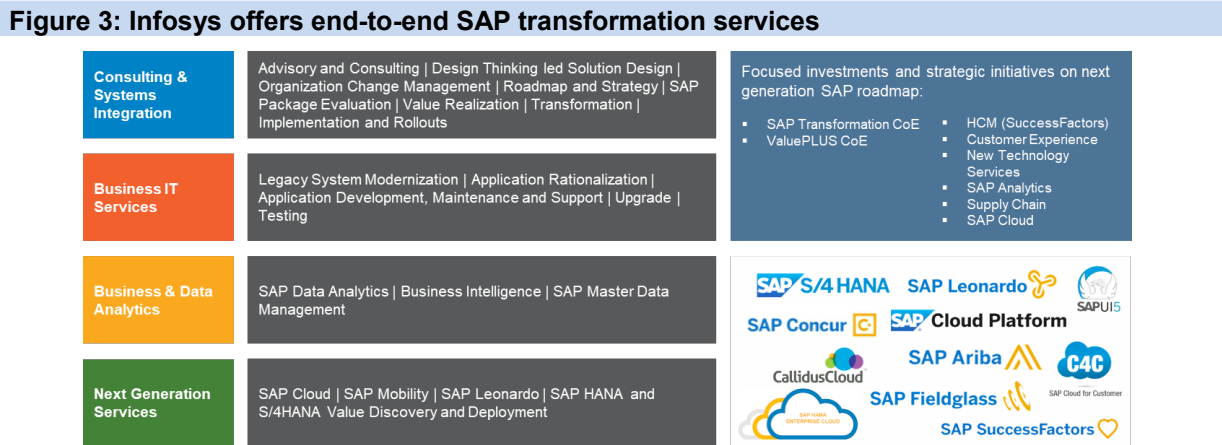 Figure 3: Infosys offers end-to-end SAP transformation services
Consulting &
Systems
Integration
Advisory and Consulting | Design Thinking led Solution Design |
Organization Change Management | Roadmap and Strategy | SAP
Package Evaluation | Value Realization | Transformation |
Implementation and Rollouts
Focused investments and strategic initiatives on next
generation SAP roadmap:
▪ SAP Transformation CoE
▪ ValuePLUS CoE
▪ HCM (SuccessFactors)
▪ Customer Experience
▪ New Technology
Services
▪ SAP Analytics
▪ Supply Chain
▪ SAP Cloud
Business IT
Services
Legacy System Modernization | Application Rationalization |
Application Development, Maintenance and Support | Upgrade |
Testing
Business & Data
Analytics
SAP Data Analytics | Business Intelligence | SAP Master Data
Management
Next Generation
Services
SAP Cloud | SAP Mobility | SAP Leonardo | SAP HANA and
S/4HANA Value Discovery and Deployment
SAP S/4 HANA
SAP Leonardo
SAPUI5
SAP Concur C
SAP Cloud Platform
CallidusCloud
SAP Ariba
C4C
SAP Cloud for Customer
SAP HANA
ENTERPRISE CLOUD
SAP Fieldglass
SAP SuccessFactors